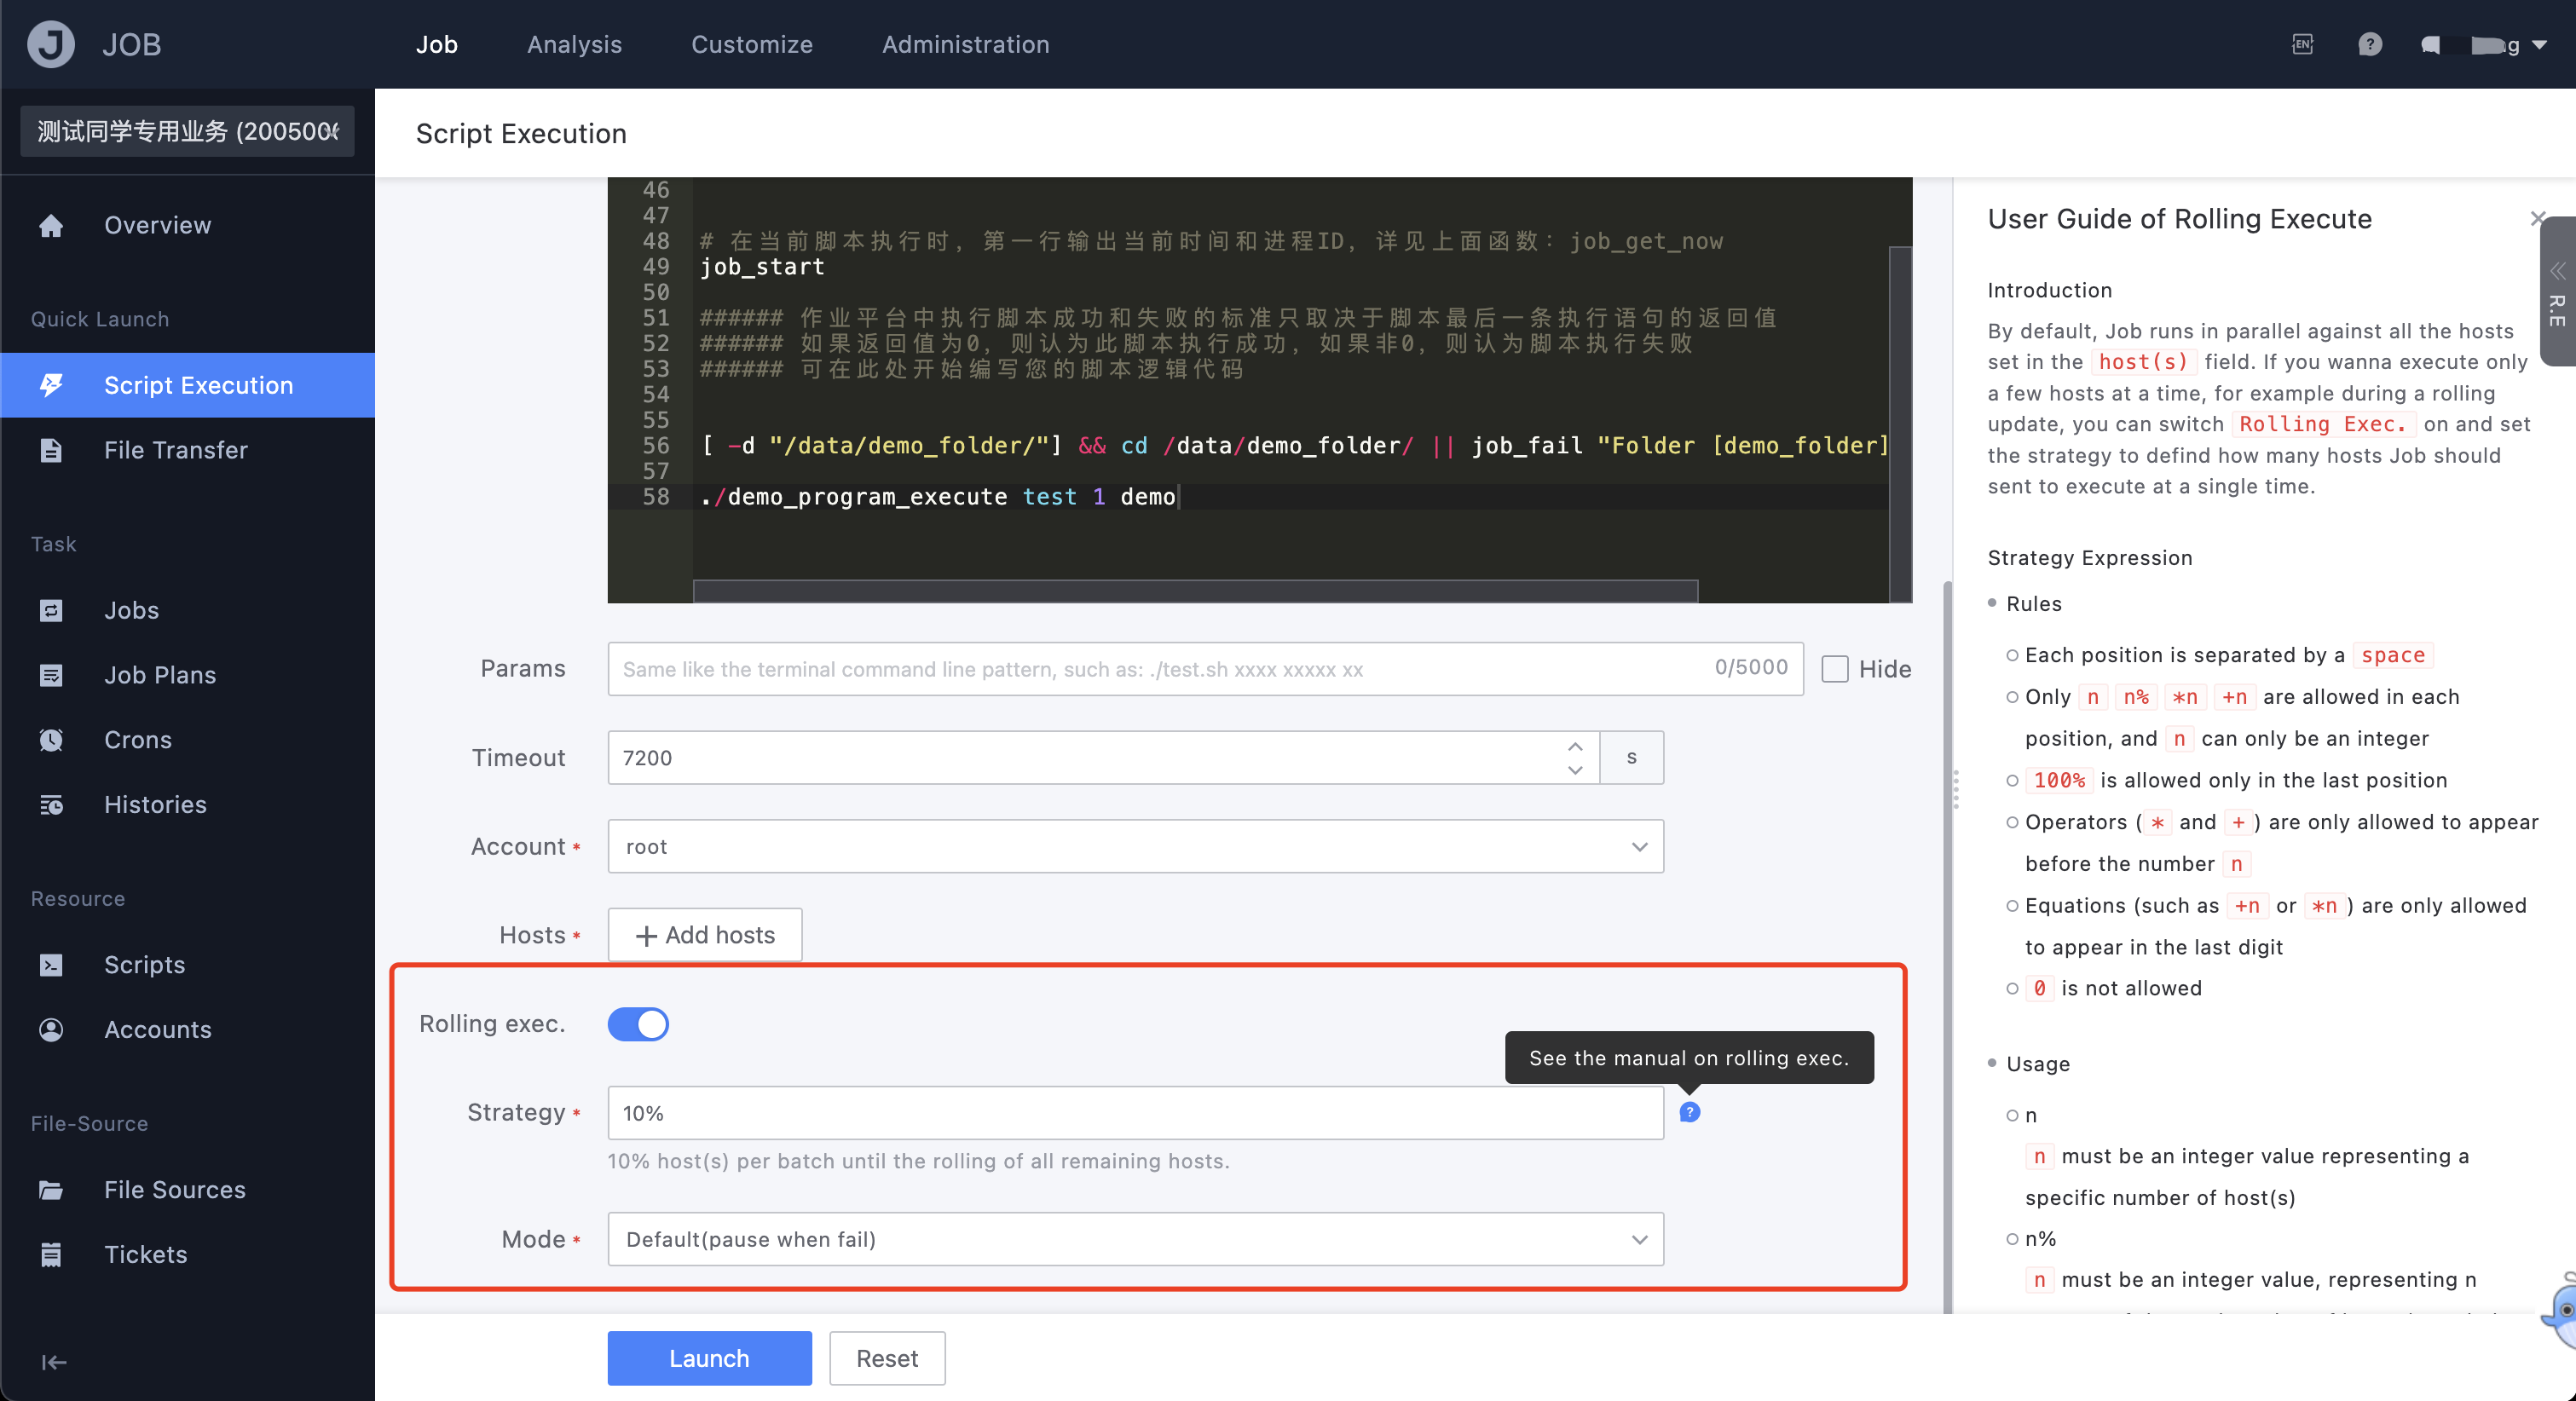 JOB
Job
Analysis
Customize
Administration
EN
?
g
测试同学专用业务 (200500
Overview
Quick Launch
Script Execution
File Transfer
Task
Jobs
Job Plans
Crons
Histories
Resource
Scripts
Accounts
File-Source
File Sources
Tickets
Script Execution
46
47
48 # 在当前脚本执行时，第一行输出当前时间和进程ID，详见上面函数：job_get_now
49 job_start
50
51 ###### 作业平台中执行脚本成功和失败的标准只取决于脚本最后一条执行语句的返回值
52 ###### 如果返回值为0，则认为此脚本执行成功，如果非0，则认为脚本执行失败
53 ###### 可在此处开始编写您的脚本逻辑代码
54
55
56 [ -d "/data/demo_folder/"] && cd /data/demo_folder/ || job_fail "Folder [demo_folder]
57
58 ./demo_program_execute test 1 demo
Params
Same like the terminal command line pattern, such as: ./test.sh xxxx xxxxx xx
0/5000
Hide
Timeout
7200
s
Account *
root
Hosts *
+ Add hosts
Rolling exec.
See the manual on rolling exec.
Strategy *
10%
?
10% host(s) per batch until the rolling of all remaining hosts.
Mode *
Default(pause when fail)
Launch
Reset
User Guide of Rolling Execute
R.E
Introduction
By default, Job runs in parallel against all the hosts
set in the host(s) field. If you wanna execute only
a few hosts at a time, for example during a rolling
update, you can switch Rolling Exec. on and set
the strategy to defind how many hosts Job should
sent to execute at a single time.
Strategy Expression
Rules
Each position is separated by a space
Only n n% *n +n are allowed in each
position, and n can only be an integer
100% is allowed only in the last position
Operators ( * and + ) are only allowed to appear
before the number n
Equations (such as +n or *n ) are only allowed
to appear in the last digit
0 is not allowed
Usage
n
n must be an integer value representing a
specific number of host(s)
n%
n must be an integer value, representing n